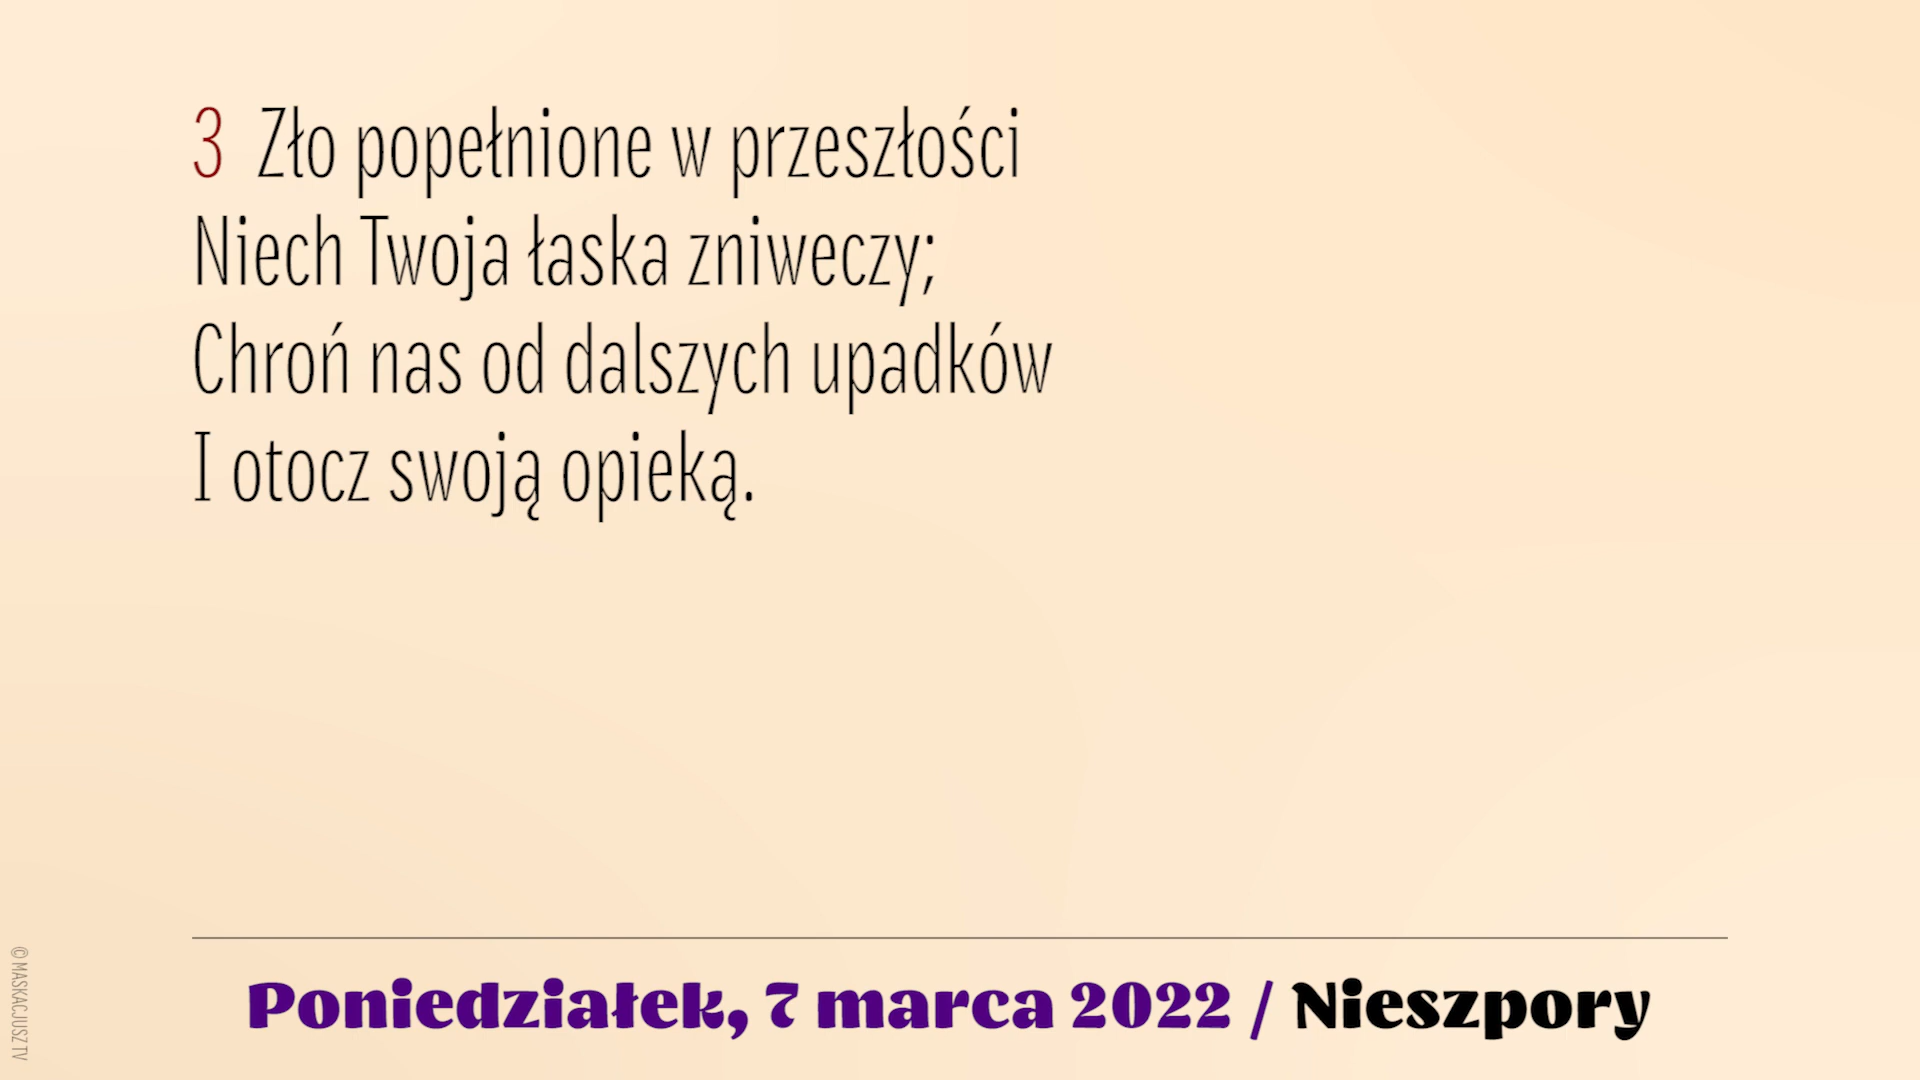 3 Zło popełnione w przeszłości
Niech Twoja łaska zniweczy;
Chroń nas od dalszych upadków
I otocz swoją opieką.
Poniedziałek, 7 marca 2022 / Nieszpory
© MASKACJUSZ TV